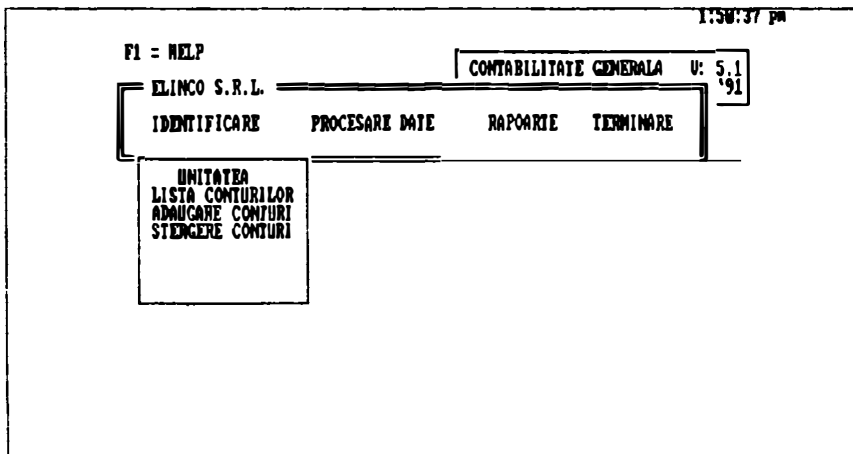 1:50:37 pm
F1 = HELP
CONTABILITATE GENERALA V: 5.1
'91
ELINCO S.R.L.
IDENTIFICARE PROCESARE DATE RAPOARTE TERMINARE
UNITATEA
LISTA CONTURILOR
ADAUGARE CONTURI
STERGERE CONTURI